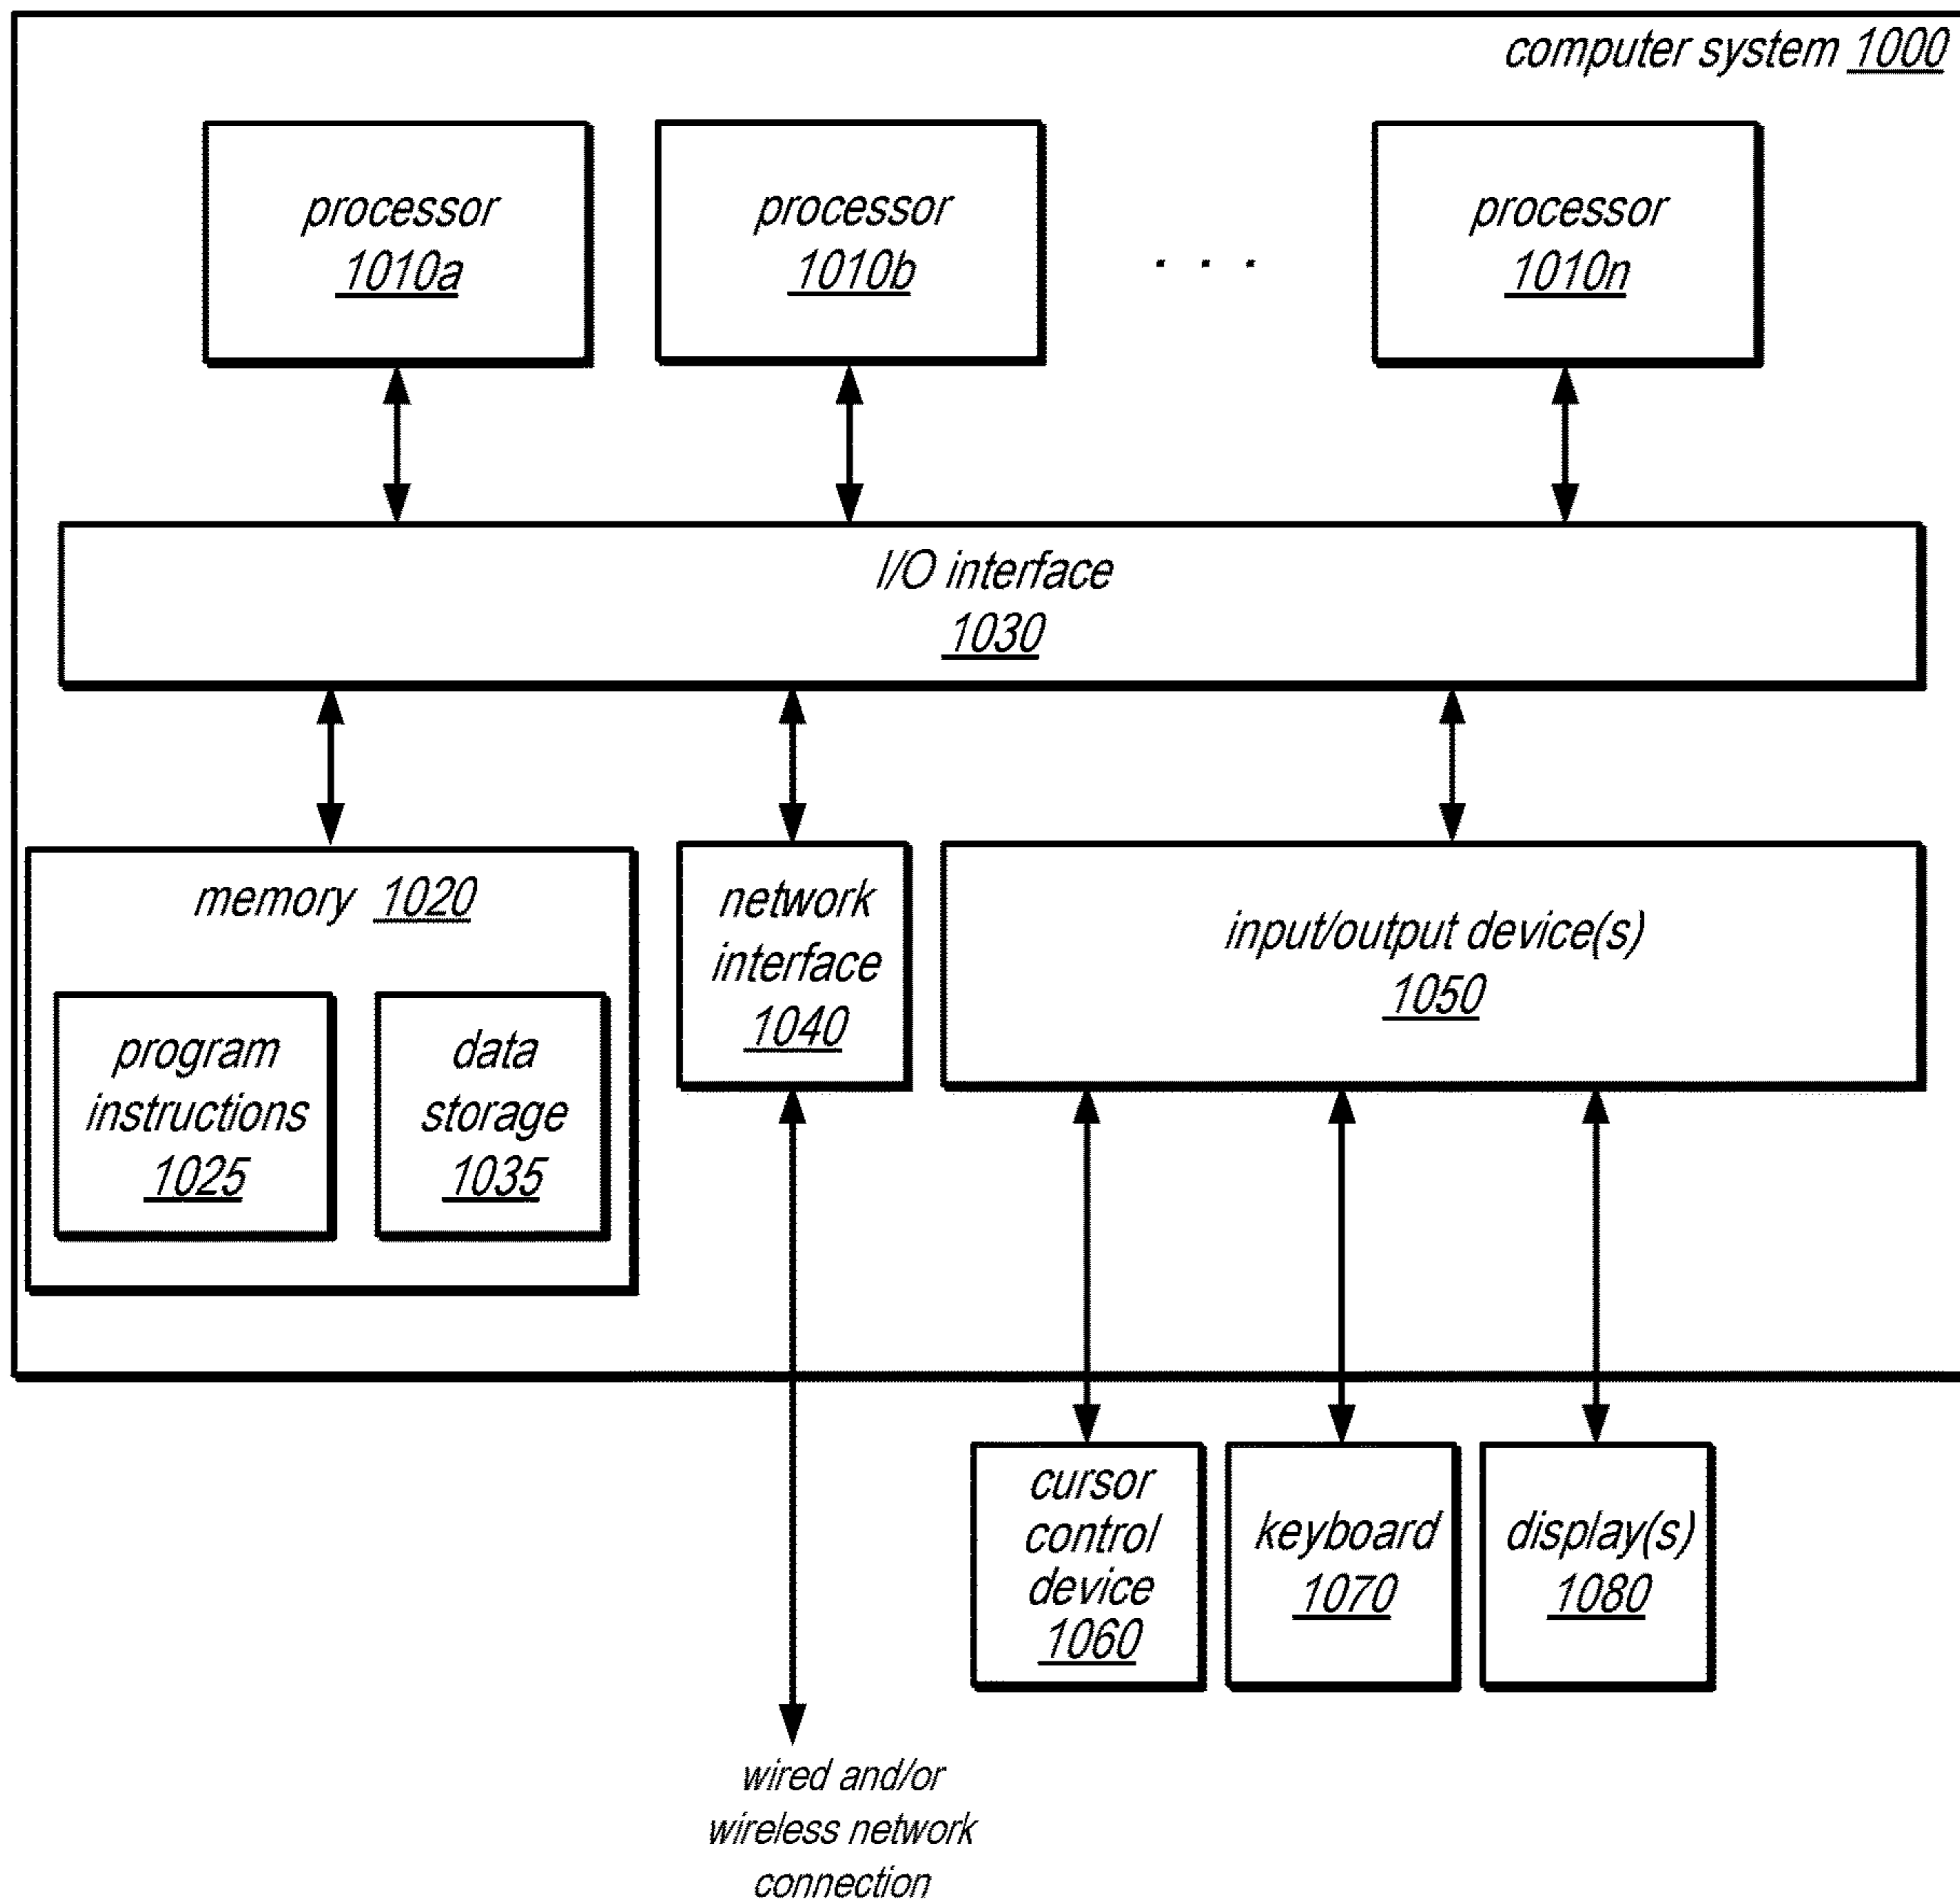 computer system 1000
processor
1010a
processor
1010b
. . .
processor
1010n
I/O interface
1030
memory 1020
program
instructions
1025
data
storage
1035
network
interface
1040
input/output device(s)
1050
cursor
control
device
1060
keyboard
1070
display(s)
1080
wired and/or
wireless network
connection